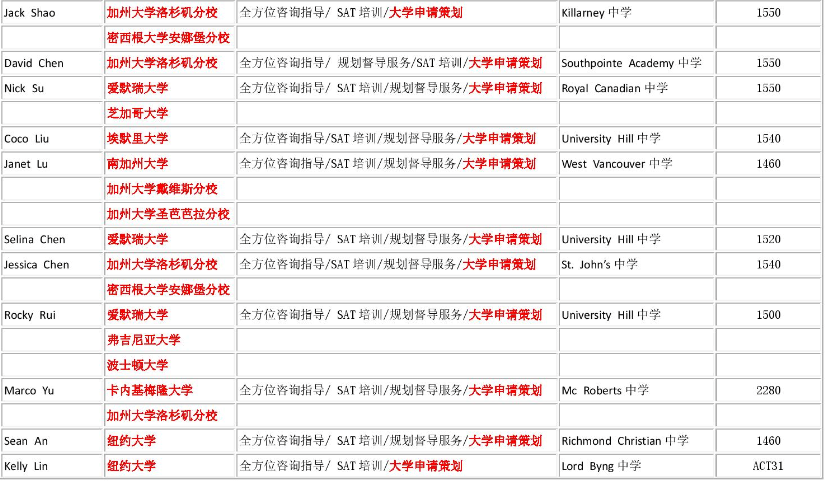 Jack Shao 加州大学洛杉矶分校 全方位咨询指导/ SAT 培训/大学申请策划 Killarney 中学 1550
密西根大学安娜堡分校
David Chen 加州大学洛杉矶分校 全方位咨询指导/ 规划督导服务/SAT 培训/大学申请策划 Southpointe Academy 中学 1550
Nick Su 爱默瑞大学 全方位咨询指导/ SAT 培训/规划督导服务/大学申请策划 Royal Canadian 中学 1550
芝加哥大学
Coco Liu 埃默里大学 全方位咨询指导/SAT 培训/规划督导服务/大学申请策划 University Hill 中学 1540
Janet Lu 南加州大学 全方位咨询指导/ SAT 培训/规划督导服务/大学申请策划 West Vancouver 中学 1460
加州大学戴维斯分校
加州大学圣芭芭拉分校
Selina Chen 爱默瑞大学 全方位咨询指导/ SAT 培训/规划督导服务/大学申请策划 University Hill 中学 1520
Jessica Chen 加州大学洛杉矶分校 全方位咨询指导/SAT 培训/规划督导服务/大学申请策划 St. John’s 中学 1540
密西根大学安娜堡分校
Rocky Rui 爱默瑞大学 全方位咨询指导/ SAT 培训/规划督导服务/大学申请策划 University Hill 中学 1500
弗吉尼亚大学
波士顿大学
Marco Yu 卡内基梅隆大学 全方位咨询指导/ SAT 培训/规划督导服务/大学申请策划 Mc Roberts 中学 2280
加州大学洛杉矶分校
Sean An 纽约大学 全方位咨询指导/ SAT 培训/规划督导服务/大学申请策划 Richmond Christian 中学 1460
Kelly Lin 纽约大学 全方位咨询指导/ SAT 培训/大学申请策划 Lord Byng 中学 ACT31